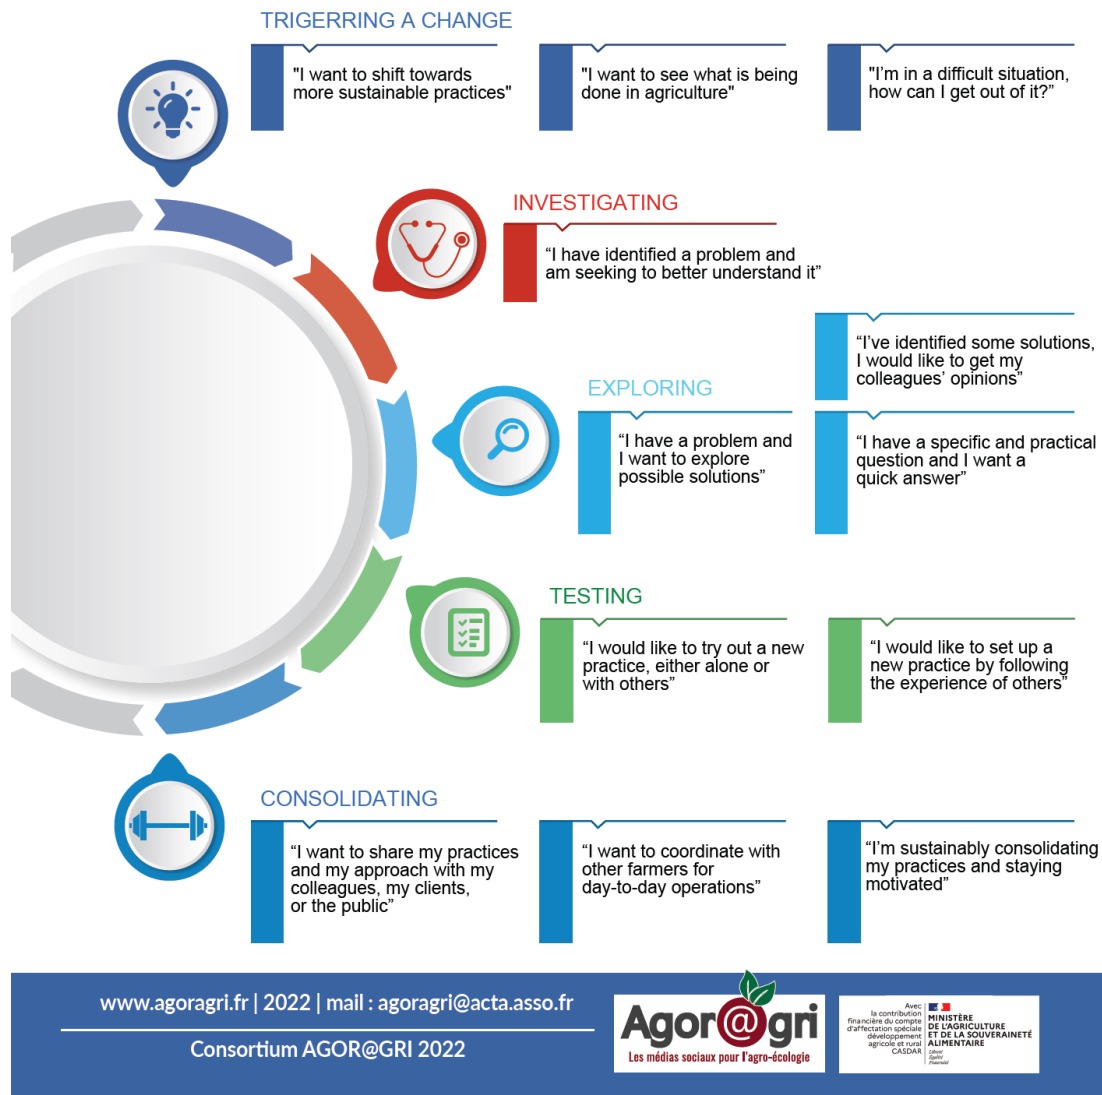 TRIGERRING A CHANGE
"I want to shift towards
more sustainable practices"
"I want to see what is being
done in agriculture"
"I’m in a difficult situation,
how can I get out of it?”
INVESTIGATING
“I have identified a problem and
am seeking to better understand it”
EXPLORING
“I have a problem and
I want to explore
possible solutions”
“I’ve identified some solutions,
I would like to get my
colleagues’ opinions”
“I have a specific and practical
question and I want a
quick answer”
TESTING
“I would like to try out a new
practice, either alone or
with others”
“I would like to set up a
new practice by following
the experience of others”
CONSOLIDATING
“I want to share my practices
and my approach with my
colleagues, my clients,
or the public”
“I want to coordinate with
other farmers for
day-to-day operations”
“I’m sustainably consolidating
my practices and staying
motivated”
www.agoragri.fr | 2022 | mail : agoragri@acta.asso.fr
Consortium AGOR@GRI 2022
Agor@gri
Les médias sociaux pour l'agro-écologie
Avec
la contribution
financière du compte
d'affectation spéciale
développement
agricole et rural
CASDAR
MINISTÈRE
DE L'AGRICULTURE
ET DE LA SOUVERAINETÉ
ALIMENTAIRE
Liberté
Égalité
Fraternité